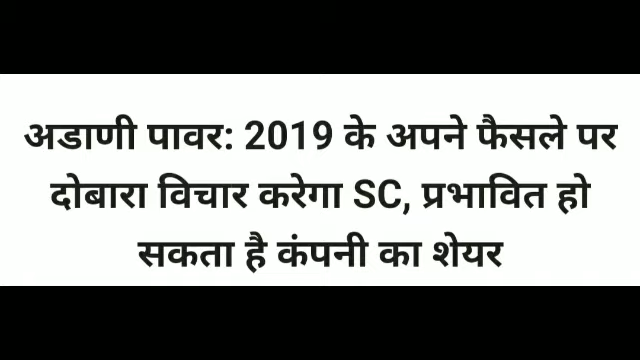 अडाणी पावर: 2019 के अपने फैसले पर
दोबारा विचार करेगा SC, प्रभावित हो
सकता है कंपनी का शेयर